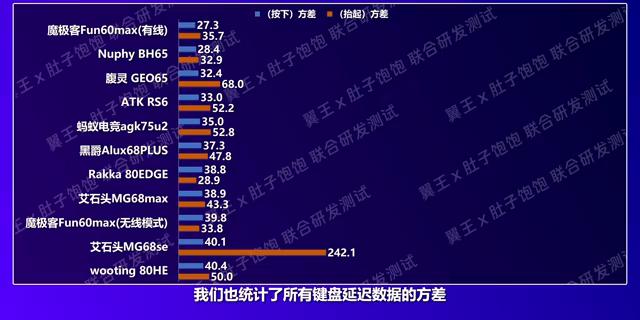 （按下）方差 （抬起）方差
魔极客Fun60max(有线) 27.3 35.7
Nuphy BH65 28.4 32.9
腹灵 GEO65 32.4 68.0
ATK RS6 33.0 52.2
蚂蚁电竞agk75u2 35.0 52.8
黑爵Alux68PLUS 37.3 47.8
Rakka 80EDGE 38.8 28.9
艾石头MG68max 38.9 43.3
魔极客Fun60max(无线模式) 39.8 33.8
艾石头MG68se 40.1 242.1
wooting 80HE 40.4 50.0
翼王 x 肚子饱饱 联合研发测试
我们也统计了所有键盘延迟数据的方差